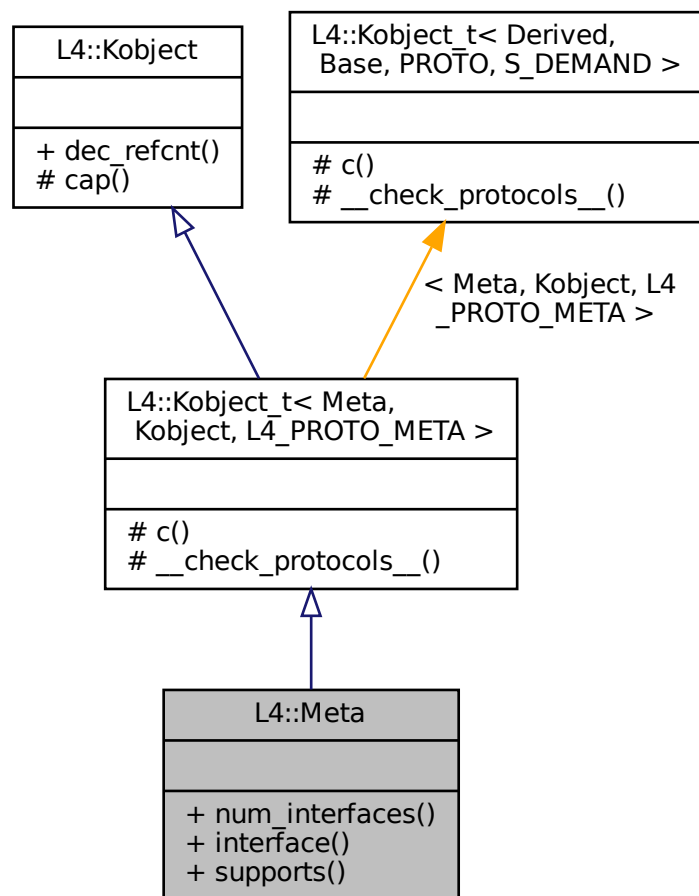 L4::Kobject
+ dec_refcnt()
# cap()
L4::Kobject_t< Derived,
Base, PROTO, S_DEMAND >
# c()
# __check_protocols__()
< Meta, Kobject, L4
_PROTO_META >
L4::Kobject_t< Meta,
Kobject, L4_PROTO_META >
# c()
# __check_protocols__()
L4::Meta
+ num_interfaces()
+ interface()
+ supports()